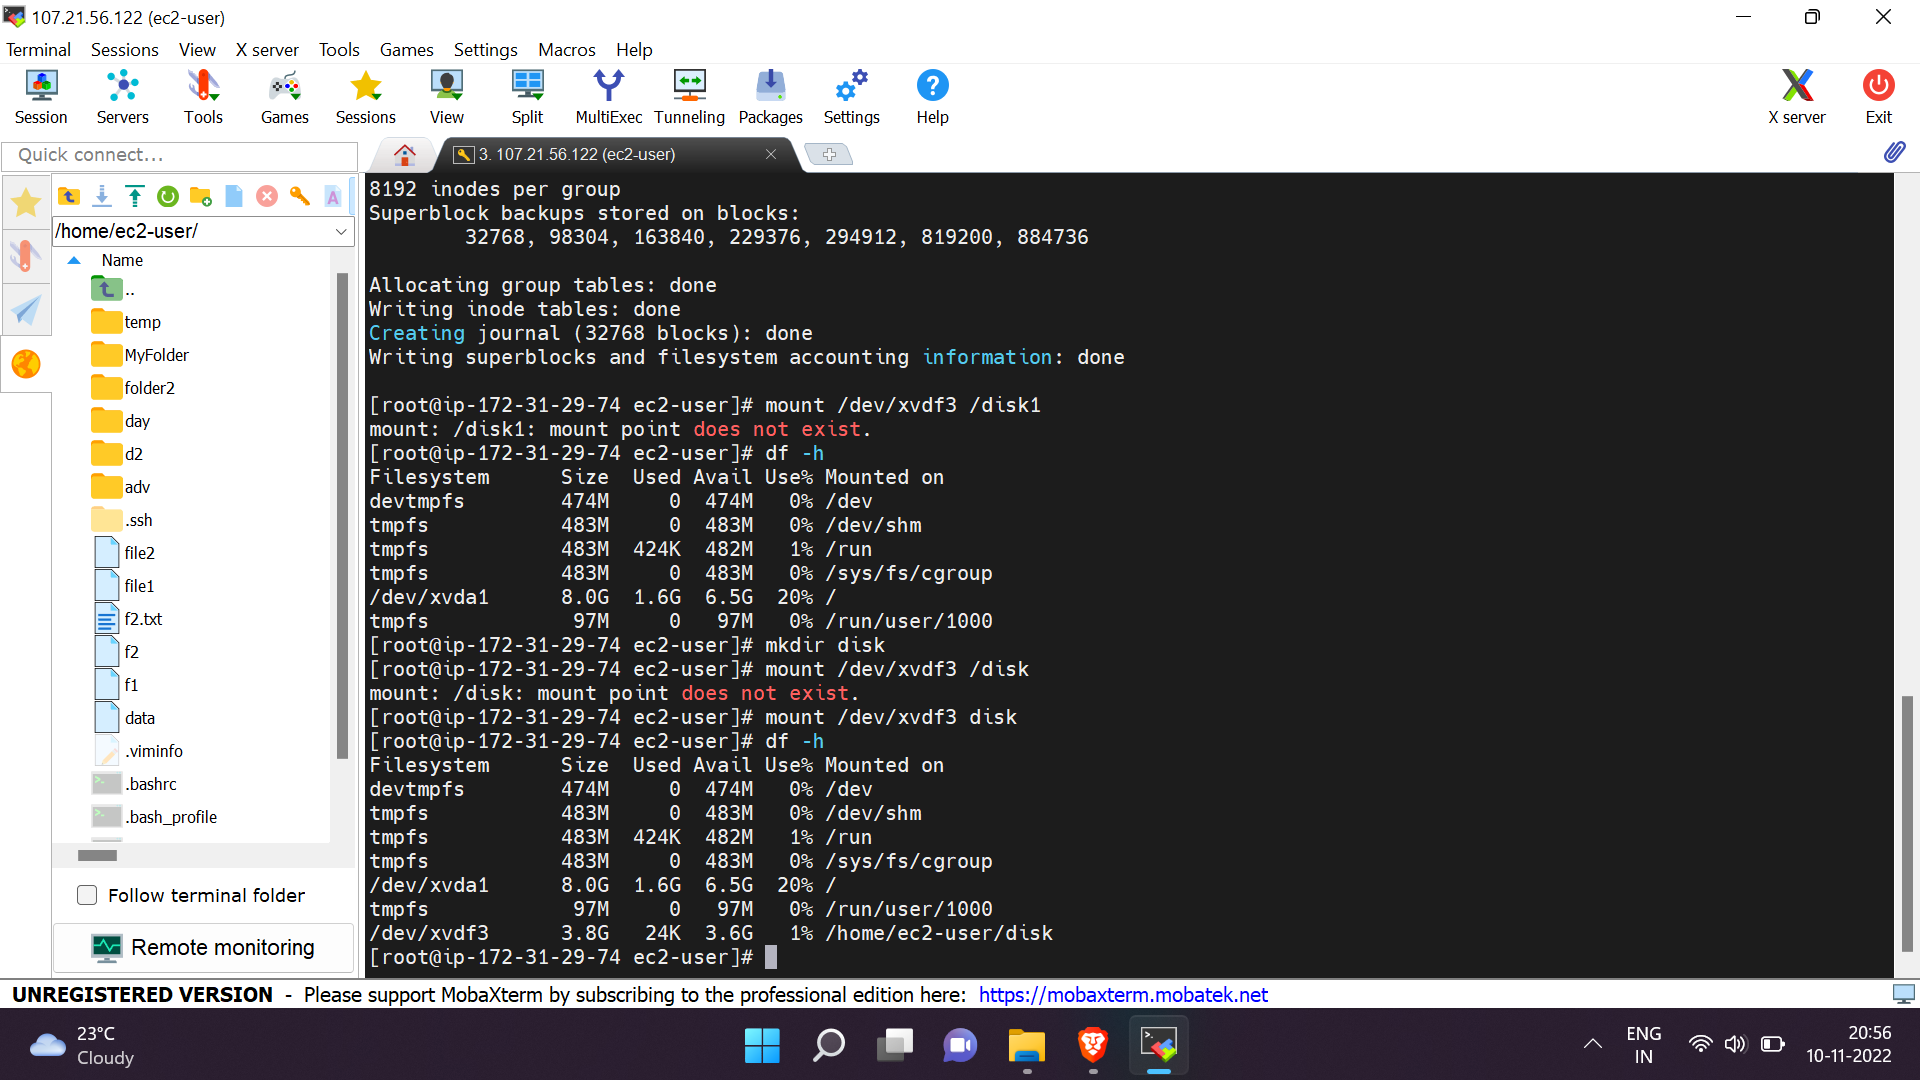 107.21.56.122 (ec2-user)
Terminal Sessions View X server Tools Games Settings Macros Help
Session Servers Tools Games Sessions View Split MultiExec Tunneling Packages Settings Help X server Exit
Quick connect...
3. 107.21.56.122 (ec2-user)
/home/ec2-user/
Name
..
temp
MyFolder
folder2
day
d2
adv
.ssh
file2
file1
f2.txt
f2
f1
data
.viminfo
.bashrc
.bash_profile
Follow terminal folder
Remote monitoring
8192 inodes per group
Superblock backups stored on blocks:
        32768, 98304, 163840, 229376, 294912, 819200, 884736
Allocating group tables: done
Writing inode tables: done
Creating journal (32768 blocks): done
Writing superblocks and filesystem accounting information: done
[root@ip-172-31-29-74 ec2-user]# mount /dev/xvdf3 /disk1
mount: /disk1: mount point does not exist.
[root@ip-172-31-29-74 ec2-user]# df -h
Filesystem      Size  Used Avail Use% Mounted on
devtmpfs        474M     0  474M   0% /dev
tmpfs           483M     0  483M   0% /dev/shm
tmpfs           483M  424K  482M   1% /run
tmpfs           483M     0  483M   0% /sys/fs/cgroup
/dev/xvda1      8.0G  1.6G  6.5G  20% /
tmpfs            97M     0   97M   0% /run/user/1000
[root@ip-172-31-29-74 ec2-user]# mkdir disk
[root@ip-172-31-29-74 ec2-user]# mount /dev/xvdf3 /disk
mount: /disk: mount point does not exist.
[root@ip-172-31-29-74 ec2-user]# mount /dev/xvdf3 disk
[root@ip-172-31-29-74 ec2-user]# df -h
Filesystem      Size  Used Avail Use% Mounted on
devtmpfs        474M     0  474M   0% /dev
tmpfs           483M     0  483M   0% /dev/shm
tmpfs           483M  424K  482M   1% /run
tmpfs           483M     0  483M   0% /sys/fs/cgroup
/dev/xvda1      8.0G  1.6G  6.5G  20% /
tmpfs            97M     0   97M   0% /run/user/1000
/dev/xvdf3      3.8G   24K  3.6G   1% /home/ec2-user/disk
[root@ip-172-31-29-74 ec2-user]#
UNREGISTERED VERSION - Please support MobaXterm by subscribing to the professional edition here: https://mobaxterm.mobatek.net
23°C
Cloudy
ENG
IN
20:56
10-11-2022